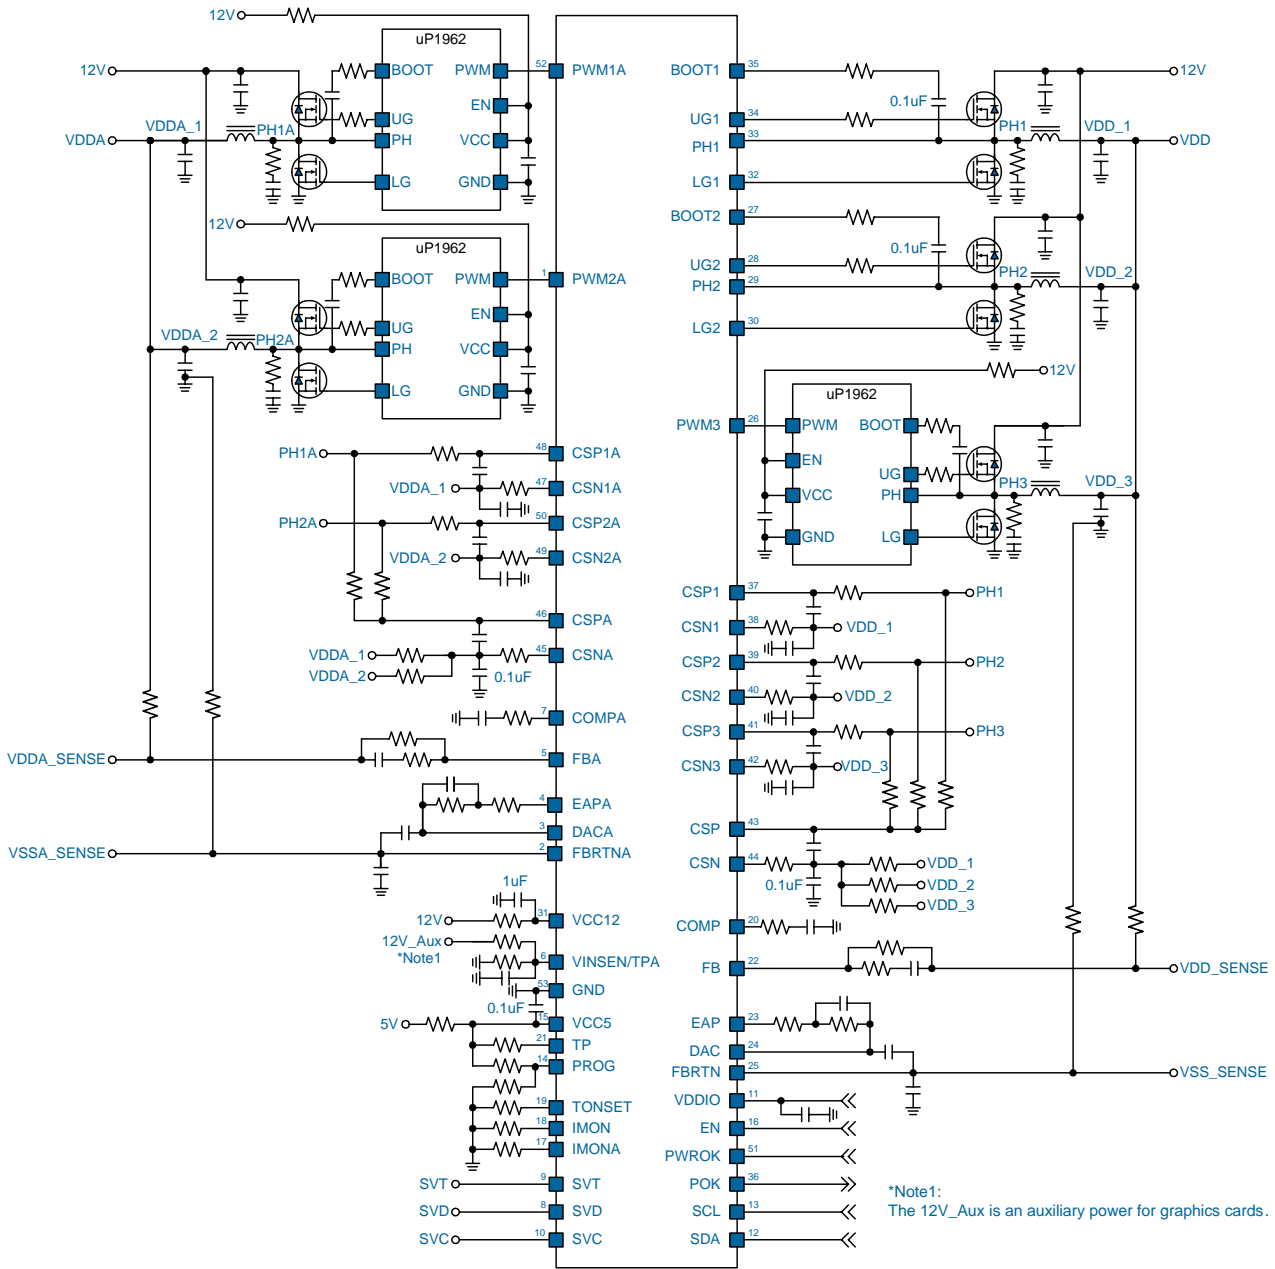 12V
uP1962
12V
BOOT
PWM
52
PWM1A
EN
UG
VDDA_1
PH1A
VDDA
PH
VCC
LG
GND
12V
uP1962
BOOT
PWM
1
PWM2A
EN
UG
VDDA_2
PH2A
PH
VCC
LG
GND
PH1A
48
CSP1A
VDDA_1
47
CSN1A
PH2A
50
CSP2A
VDDA_2
49
CSN2A
46
CSPA
VDDA_1
45
CSNA
VDDA_2
0.1uF
7
COMPA
VDDA_SENSE
5
FBA
4
EAPA
3
DACA
VSSA_SENSE
2
FBRTNA
1uF
12V
31
VCC12
12V_Aux
*Note1
6
VINSEN/TPA
53
GND
0.1uF
5V
15
VCC5
21
TP
14
PROG
19
TONSET
18
IMON
17
IMONA
SVT
9
SVT
SVD
8
SVD
SVC
10
SVC
BOOT1
35
12V
0.1uF
UG1
34
PH1
33
PH1
VDD_1
VDD
LG1
32
BOOT2
27
0.1uF
UG2
28
PH2
29
PH2
VDD_2
LG2
30
12V
uP1962
PWM3
26
PWM
BOOT
EN
UG
PH3
VDD_3
VCC
PH
GND
LG
CSP1
37
PH1
CSN1
38
VDD_1
CSP2
39
PH2
CSN2
40
VDD_2
CSP3
41
PH3
CSN3
42
VDD_3
CSP
43
CSN
44
VDD_1
0.1uF
VDD_2
VDD_3
COMP
20
FB
22
VDD_SENSE
EAP
23
DAC
24
FBRTN
25
VSS_SENSE
VDDIO
11
EN
16
PWROK
51
POK
36
SCL
13
SDA
12
*Note1:
The 12V_Aux is an auxiliary power for graphics cards.